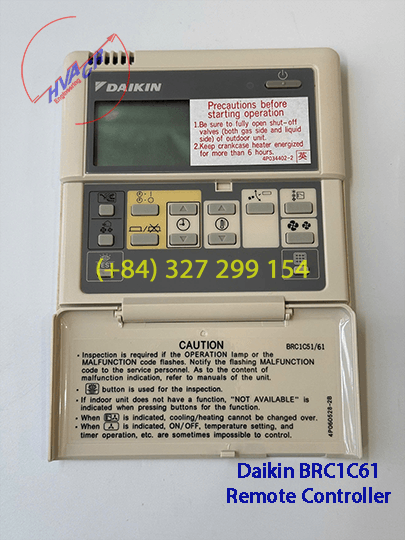 HVACR
Engineering
DAIKIN
Precautions before
starting operation
1.Be sure to fully open shut-off
valves (both gas side and liquid
side) of outdoor unit.
2.Keep crankcase heater energized
for more than 6 hours.
4P034402-2
英
TEST
(+84) 327 299 154
CAUTION
BRC1C51/61
• Inspection is required if the OPERATION lamp or the
MALFUNCTION code flashes. Notify the flashing MALFUNCTION
code to the service personnel. As to the content of
malfunction indication, refer to manuals of the unit.
• button is used for the inspection.
• If indoor unit does not have a function, "NOT AVAILABLE" is
indicated when pressing buttons for the function.
• When is indicated, cooling/heating cannot be changed over.
• When is indicated, ON/OFF, temperature setting, and
timer operation, etc. are sometimes impossible to control.
4P060528-2B
Daikin BRC1C61
Remote Controller